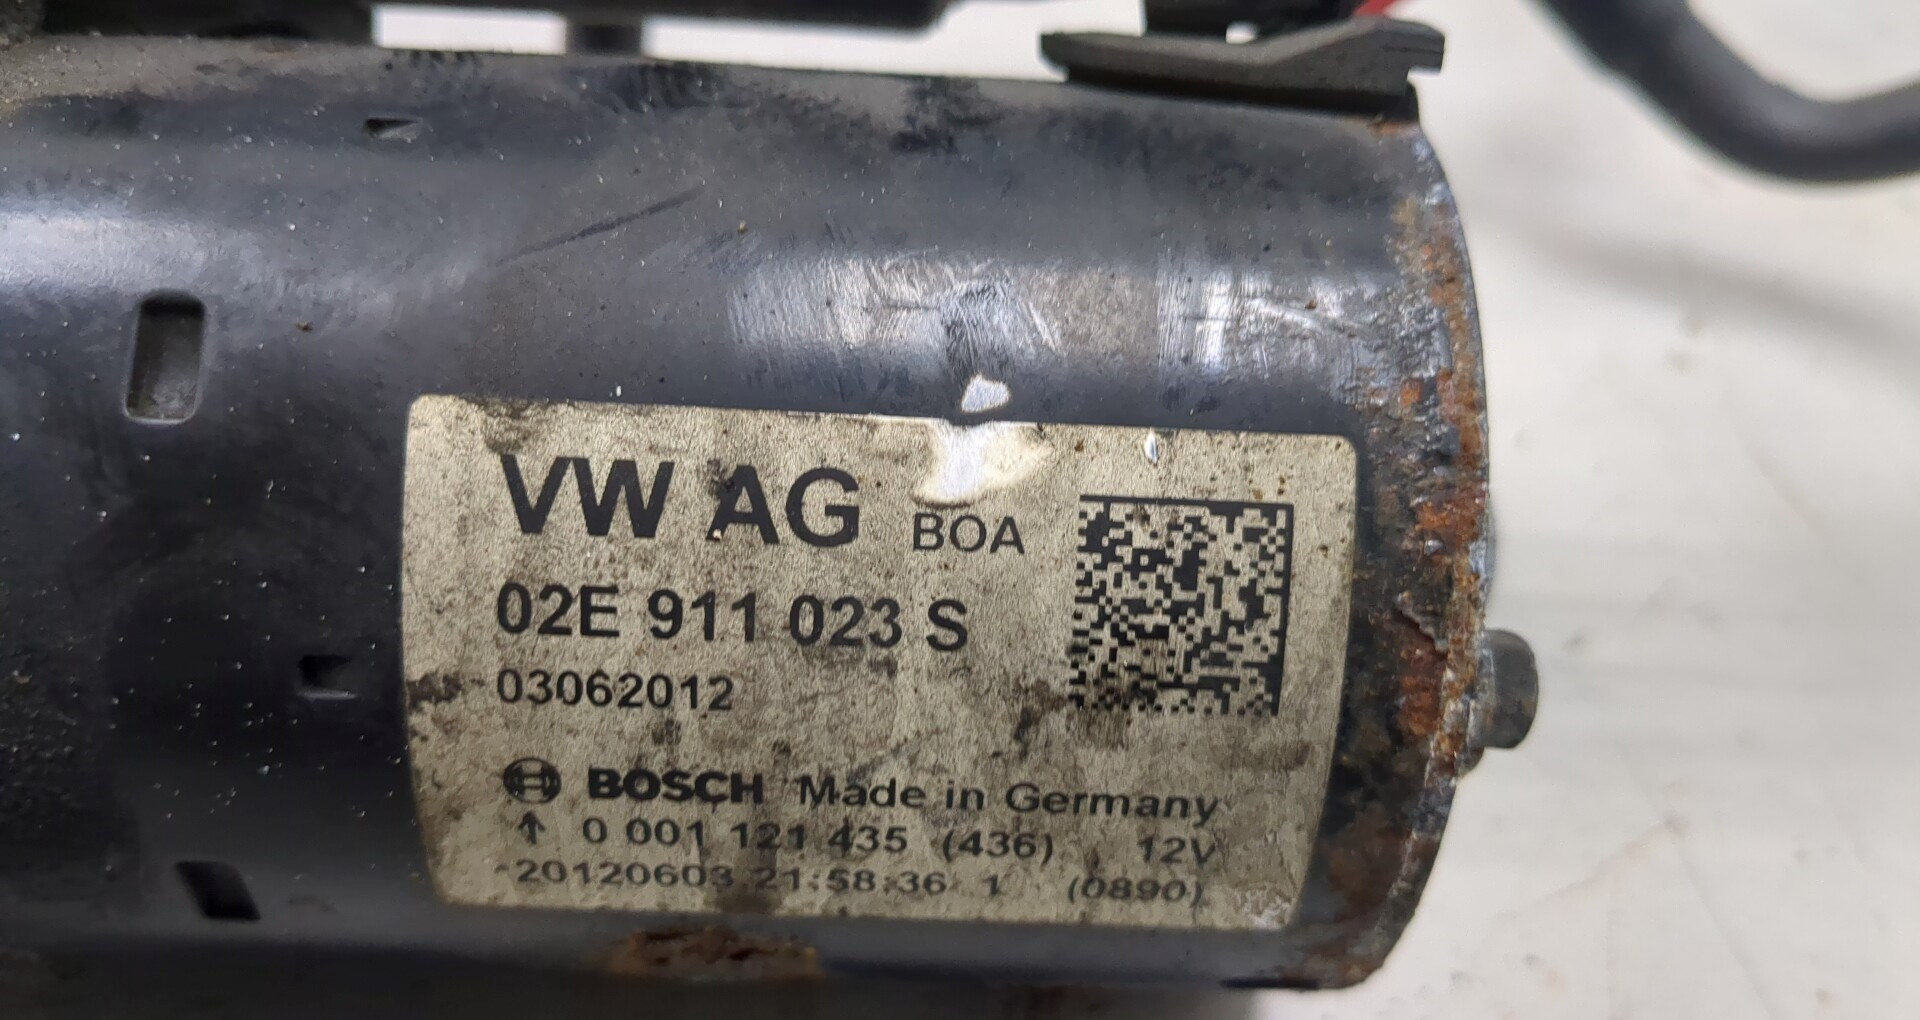 VW AG BOA
02E 911 023 S
03062012
BOSCH Made in Germany
↑ 0 001 121 435 (436) 12V
20120603 21:58:36 1 (0890)